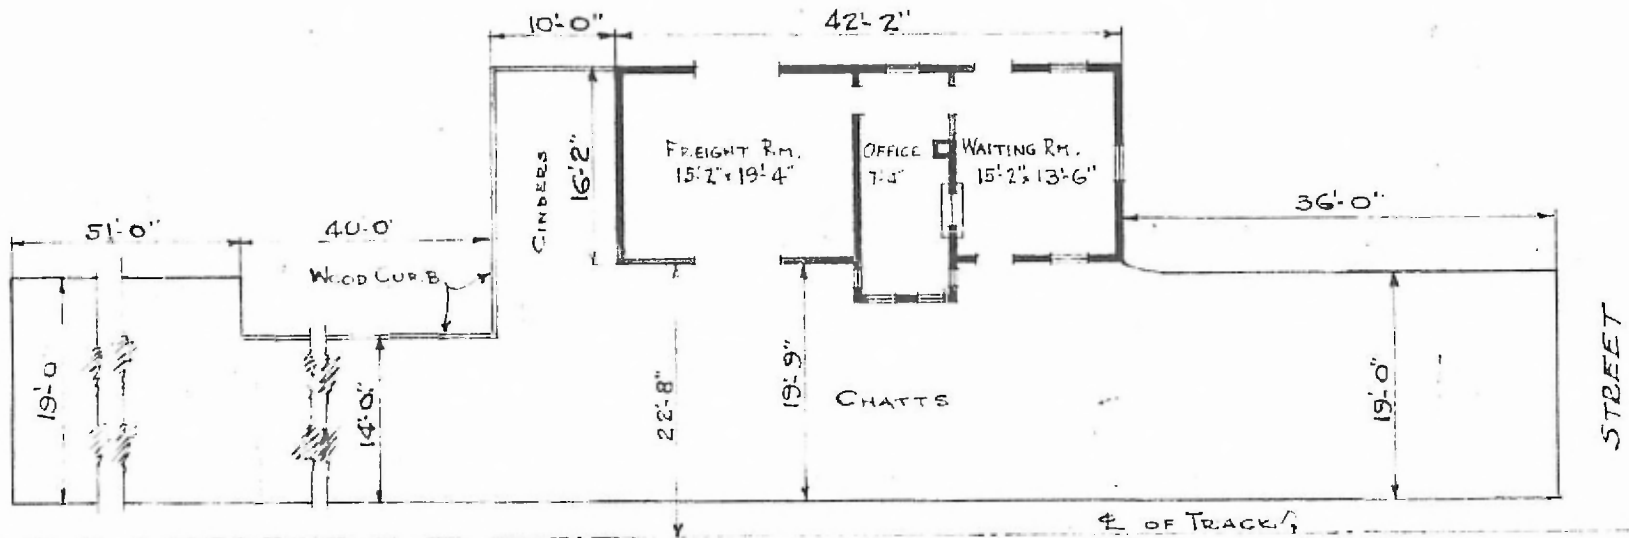 10'-0"
42'-2"
16'-2"
CINDERS
FREIGHT RM.
15'2" x 19'-4"
OFFICE
WAITING RM.
15'-2" x 13'-6"
51'-0"
40-0'
36'-0"
WOOD CURB
19'-0
14'-0"
22'-8"
19'-9"
CHATTS
19'-0"
STREET
℄ OF TRACK